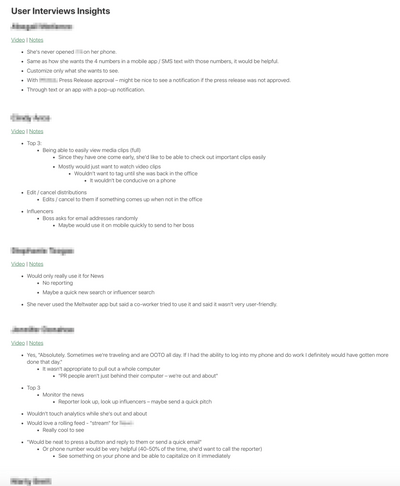 User Interviews Insights
Video | Notes
She's never opened on her phone.
Same as how she wants the 4 numbers in a mobile app / SMS text with those numbers, it would be helpful.
Customize only what she wants to see.
With Press Release approval – might be nice to see a notification if the press release was not approved.
Through text or an app with a pop-up notification.
Video | Notes
Top 3:
Being able to easily view media clips (full)
Since they have one come early, she'd like to be able to check out important clips easily
Mostly would just want to watch video clips
Wouldn't want to tag until she was back in the office
It wouldn't be conducive on a phone
Edit / cancel distributions
Edits / cancel to them if something comes up when not in the office
Influencers
Boss asks for email addresses randomly
Maybe would use it on mobile quickly to send to her boss
Video | Notes
Would only really use it for News
No reporting
Maybe a quick new search or influencer search
She never used the Meltwater app but said a co-worker tried to use it and said it wasn't very user-friendly.
Video | Notes
Yes, "Absolutely. Sometimes we're traveling and are OOTO all day. If I had the ability to log into my phone and do work I definitely would have gotten more
done that day."
It wasn't appropriate to pull out a whole computer
"PR people aren't just behind their computer – we're out and about"
Top 3
Monitor the news
Reporter look up, look up influencers – maybe send a quick pitch
Wouldn't touch analytics while she's out and about
Would love a rolling feed - "stream" for
Really cool to see
"Would be neat to press a button and reply to them or send a quick email"
Or phone number would be very helpful (40-50% of the time, she'd want to call the reporter)
See something on your phone and be able to capitalize on it immediately